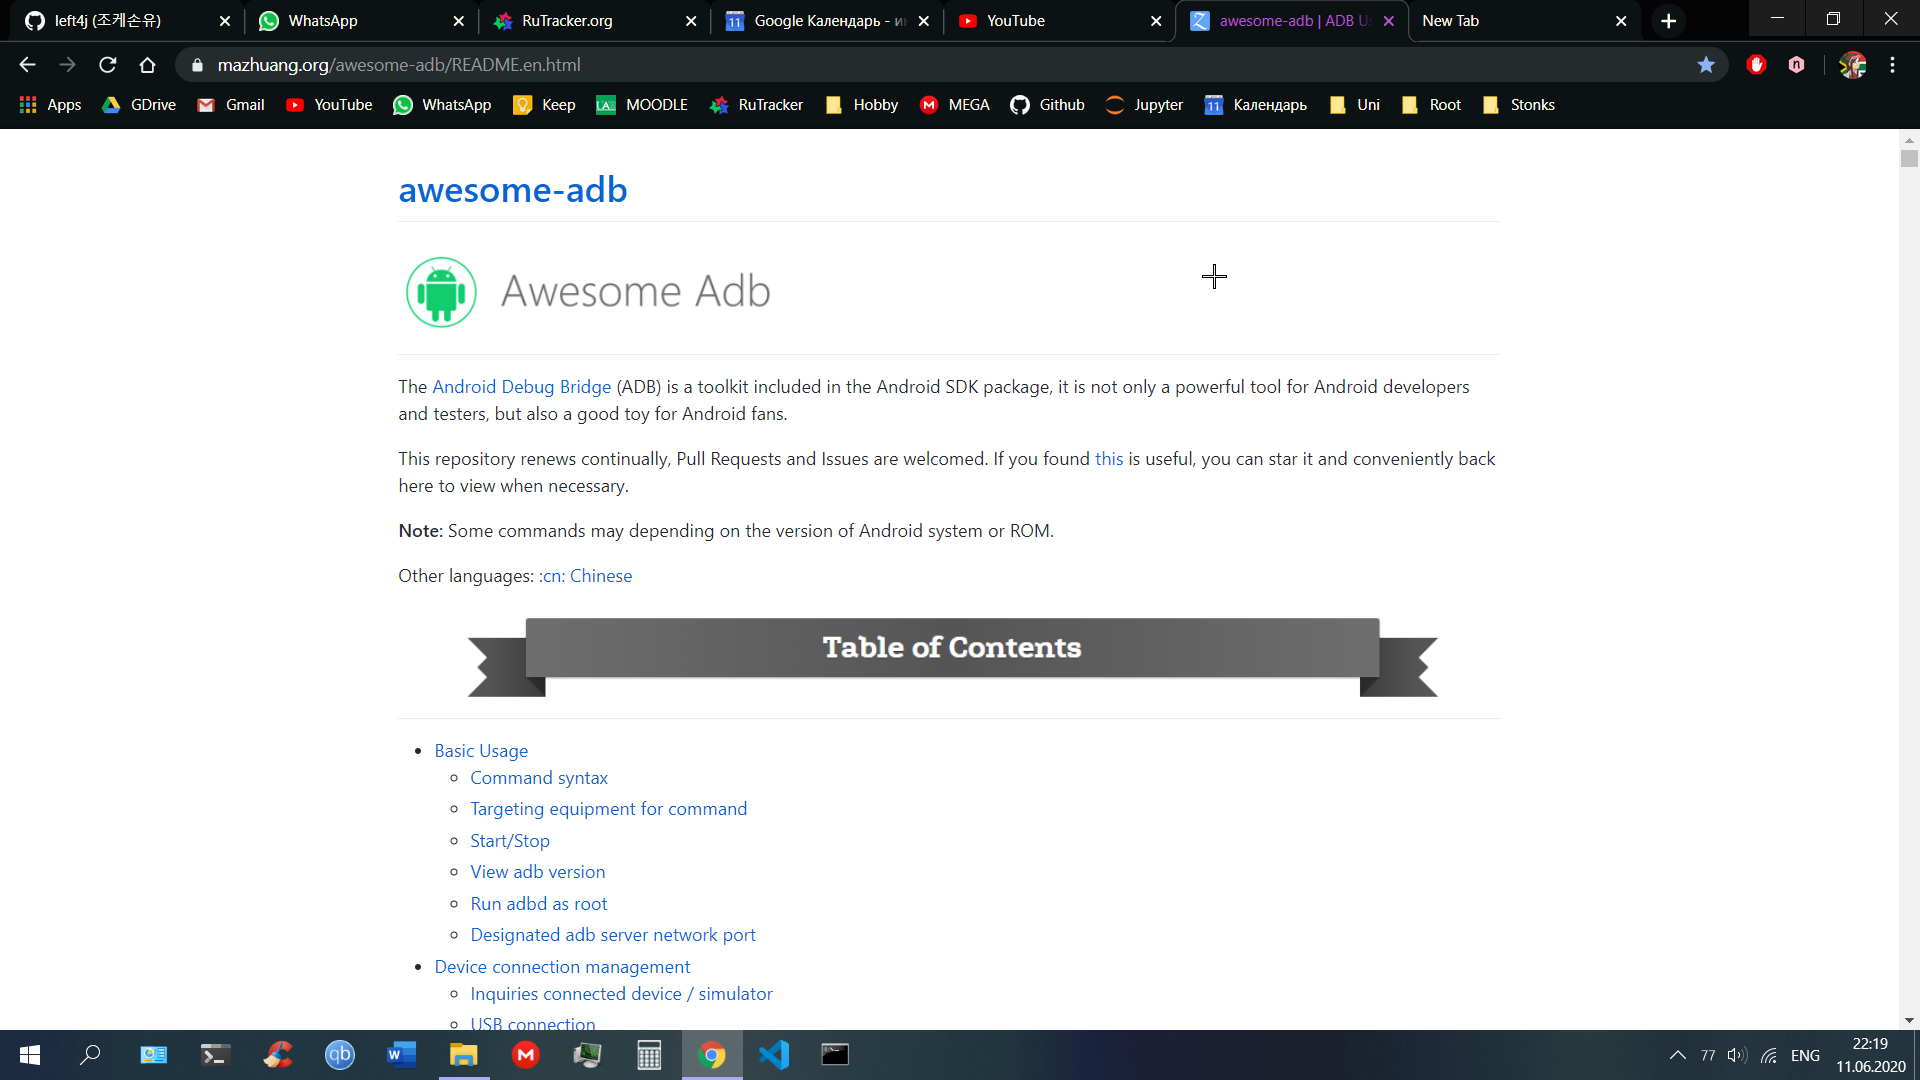 left4j (조케손유)
WhatsApp
RuTracker.org
Google Календарь -
YouTube
awesome-adb | ADB
New Tab
mazhuang.org/awesome-adb/README.en.html
Apps
GDrive
Gmail
YouTube
WhatsApp
Keep
MOODLE
RuTracker
Hobby
MEGA
Github
Jupyter
Календарь
Uni
Root
Stonks
awesome-adb
Awesome Adb
The Android Debug Bridge (ADB) is a toolkit included in the Android SDK package, it is not only a powerful tool for Android developers
and testers, but also a good toy for Android fans.
This repository renews continually, Pull Requests and Issues are welcomed. If you found this is useful, you can star it and conveniently back
here to view when necessary.
Note: Some commands may depending on the version of Android system or ROM.
Other languages: :cn: Chinese
Table of Contents
Basic Usage
Command syntax
Targeting equipment for command
Start/Stop
View adb version
Run adbd as root
Designated adb server network port
Device connection management
Inquiries connected device / simulator
USB connection
77
ENG
22:19
11.06.2020